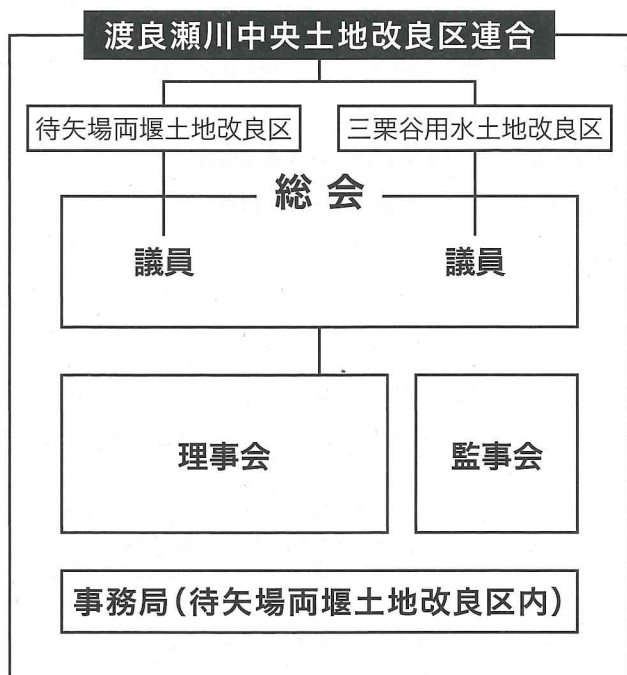 渡良瀬川中央土地改良区連合
待矢場両堰土地改良区
三栗谷用水土地改良区
総会
議員
議員
理事会
監事会
事務局(待矢場両堰土地改良区内)